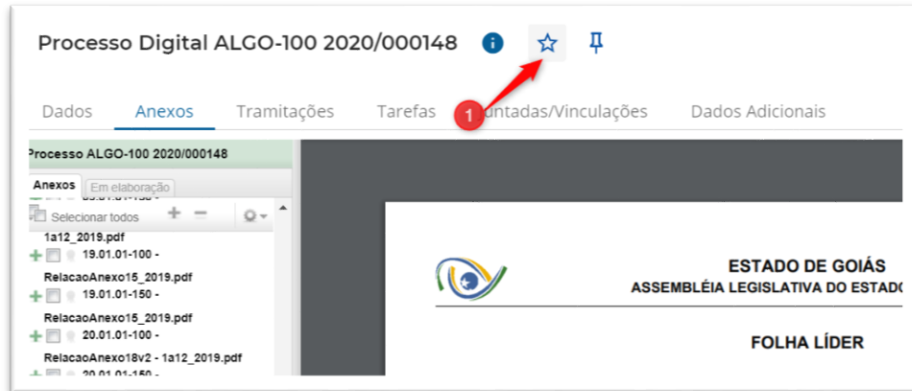 Processo Digital ALGO-100 2020/000148
Dados Anexos Tramitações Tarefas 1 untadas/Vinculações Dados Adicionais
Processo ALGO-100 2020/000148
Anexos Em elaboração
Selecionar todos
1a12_2019.pdf
19.01.01-100 -
RelacaoAnexo15_2019.pdf
19.01.01-150 -
RelacaoAnexo15_2019.pdf
20.01.01-100 -
RelacaoAnexo18v2 - 1a12_2019.pdf
20.01.01-150 -
ESTADO DE GOIÁS
ASSEMBLÉIA LEGISLATIVA DO ESTADO
FOLHA LÍDER